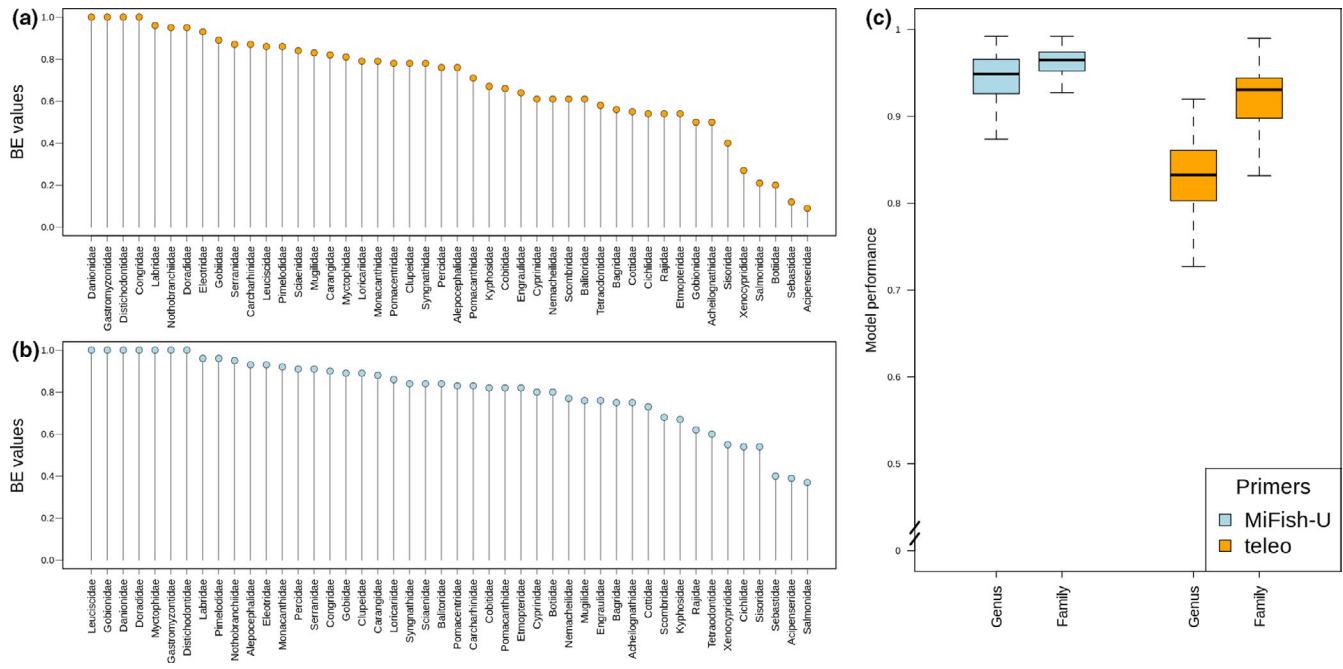 (a)
BE values
1.0
0.8
0.6
0.4
0.2
0.0
Danionidae
Gastromyzontidae
Distichodontidae
Congridae
Labridae
Nothobranchiidae
Doradidae
Eleotridae
Gobiidae
Serranidae
Carcharhinidae
Leuciscidae
Pimelodidae
Sciaenidae
Mugilidae
Carangidae
Myctophidae
Loricariidae
Monacanthidae
Pomacentridae
Clupeidae
Syngnathidae
Percidae
Alepocephalidae
Pomacanthidae
Kyphosidae
Cobitidae
Engraulidae
Cyprinidae
Nemacheilidae
Scombridae
Balitoridae
Tetraodontidae
Bagridae
Cottidae
Cichlidae
Rajidae
Etmopteridae
Gobionidae
Acheilognathidae
Sisoridae
Xenocyprididae
Salmonidae
Botiidae
Sebastidae
Acipenseridae
(b)
BE values
1.0
0.8
0.6
0.4
0.2
0.0
Leuciscidae
Gobionidae
Danionidae
Doradidae
Myctophidae
Gastromyzontidae
Distichodontidae
Labridae
Pimelodidae
Nothobranchiidae
Alepocephalidae
Eleotridae
Monacanthidae
Percidae
Serranidae
Congridae
Gobiidae
Clupeidae
Carangidae
Loricariidae
Syngnathidae
Sciaenidae
Balitoridae
Pomacentridae
Carcharhinidae
Cobitidae
Pomacanthidae
Etmopteridae
Cyprinidae
Botiidae
Nemacheilidae
Mugilidae
Engraulidae
Bagridae
Acheilognathidae
Cottidae
Scombridae
Kyphosidae
Rajidae
Tetraodontidae
Xenocyprididae
Cichlidae
Sisoridae
Sebastidae
Acipenseridae
Salmonidae
(c)
Model performance
1
0.9
0.8
0.7
0.6
0.5
0
Genus
Family
Genus
Family
Primers
MiFish-U
teleo